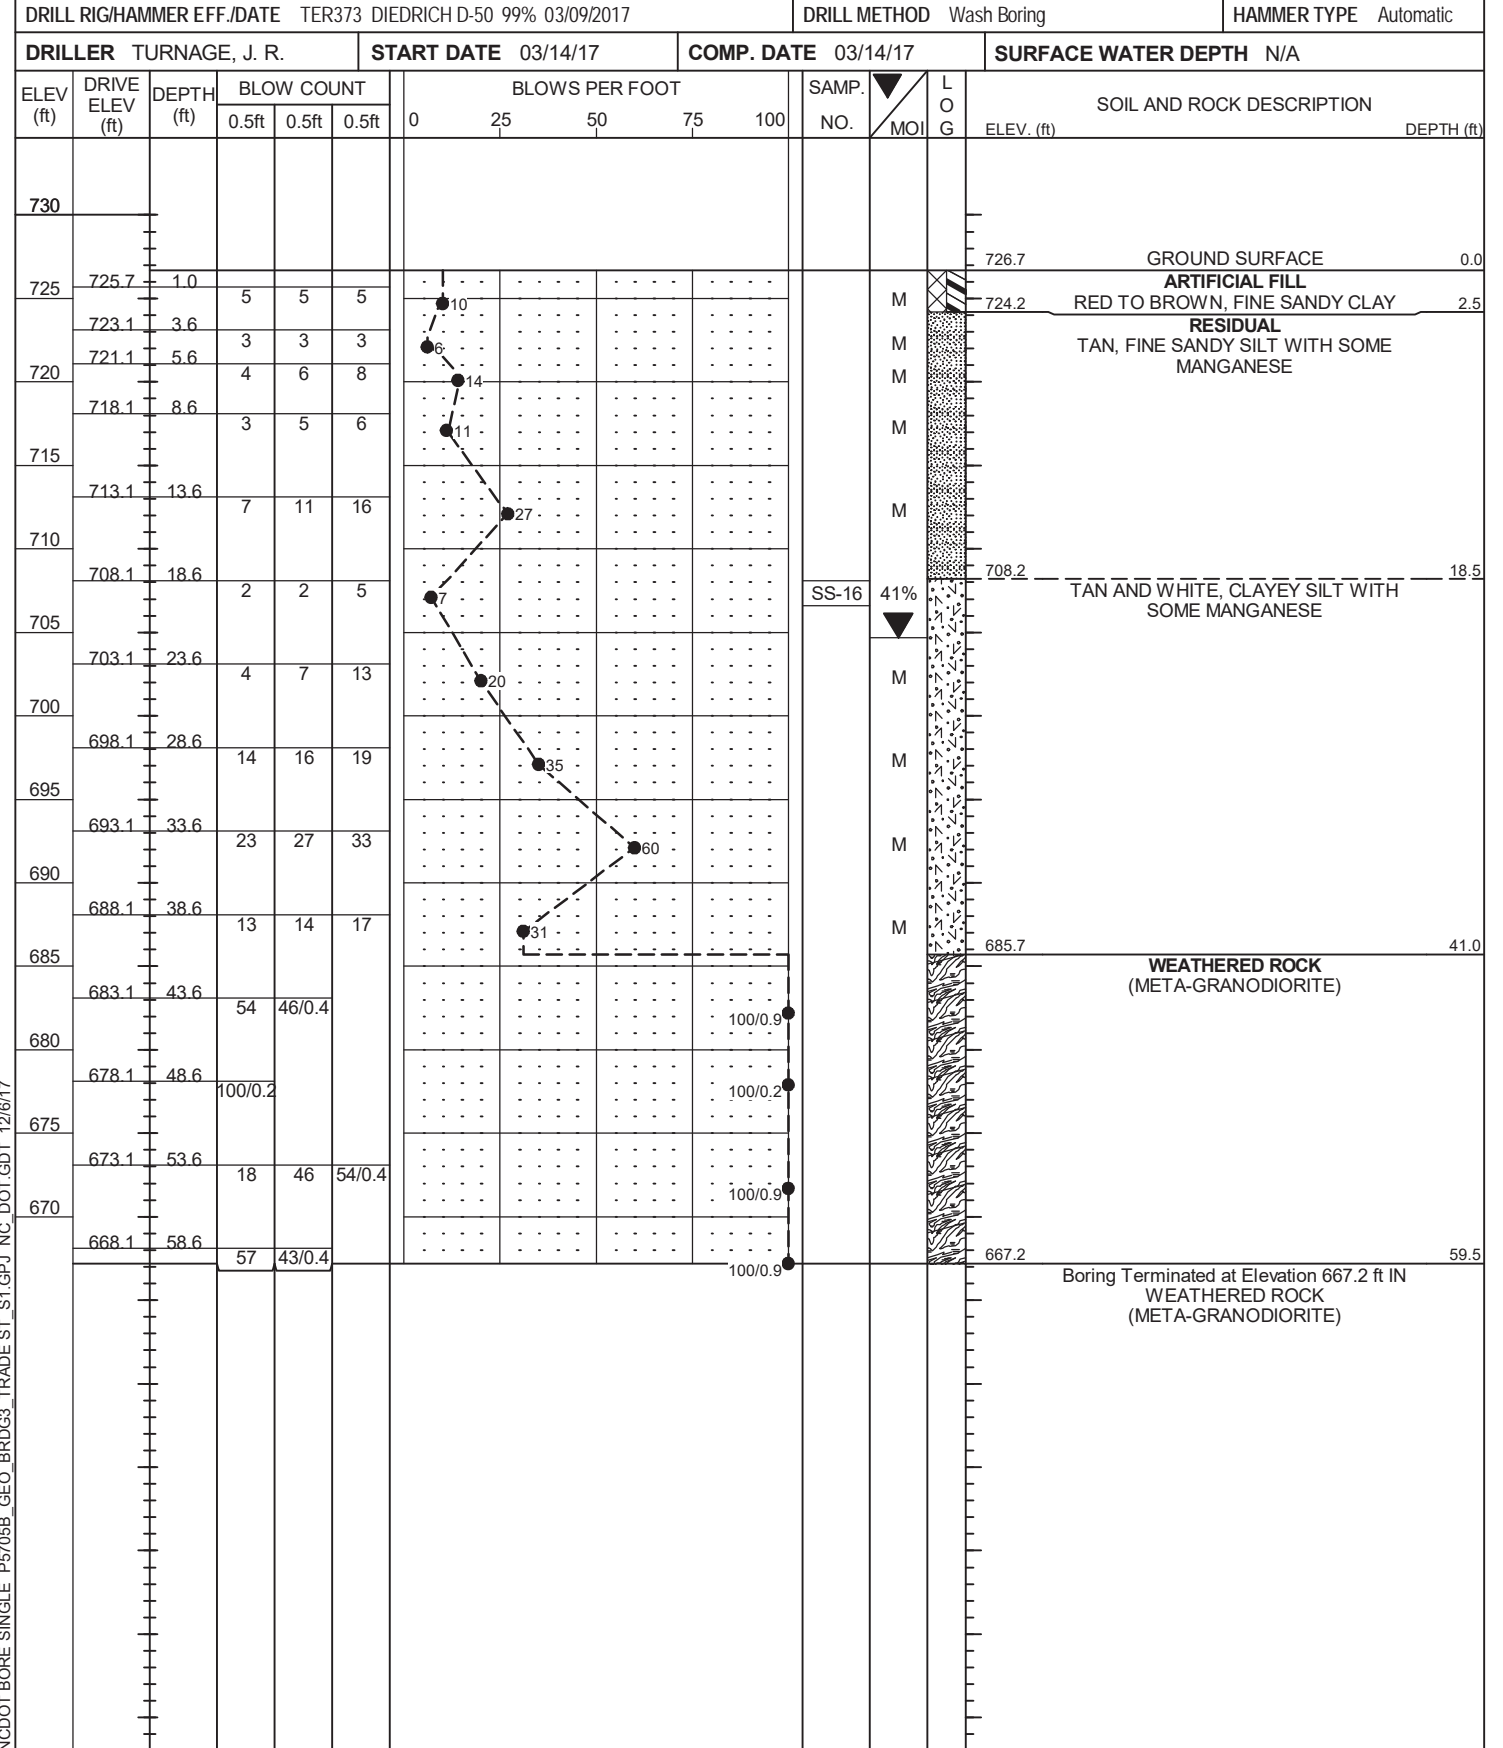 DRILL RIG/HAMMER EFF./DATE TER373 DIEDRICH D-50 99% 03/09/2017 DRILL METHOD Wash Boring HAMMER TYPE Automatic
DRILLER TURNAGE, J. R. START DATE 03/14/17 COMP. DATE 03/14/17 SURFACE WATER DEPTH N/A
ELEV (ft) DRIVE ELEV (ft) DEPTH (ft) BLOW COUNT BLOWS PER FOOT SAMP. NO. MOI LOG SOIL AND ROCK DESCRIPTION
0.5ft 0.5ft 0.5ft 0 25 50 75 100 ELEV. (ft) DEPTH (ft)
730
726.7 GROUND SURFACE 0.0
725 725.7 1.0 ARTIFICIAL FILL
5 5 5 10 M 724.2 RED TO BROWN, FINE SANDY CLAY 2.5
723.1 3.6 RESIDUAL
3 3 3 6 M TAN, FINE SANDY SILT WITH SOME
721.1 5.6 MANGANESE
720 4 6 8 14 M
718.1 8.6
3 5 6 11 M
715
713.1 13.6
7 11 16 27 M
710
708.1 18.6 708.2 18.5
2 2 5 7 SS-16 41% TAN AND WHITE, CLAYEY SILT WITH
SOME MANGANESE
705
703.1 23.6
4 7 13 20 M
700
698.1 28.6
14 16 19 35 M
695
693.1 33.6
23 27 33 60 M
690
688.1 38.6
13 14 17 31 M
685 685.7 41.0
WEATHERED ROCK
(META-GRANODIORITE)
683.1 43.6
54 46/0.4 100/0.9
680
678.1 48.6
100/0.2 100/0.2
675
673.1 53.6
18 46 54/0.4 100/0.9
670
668.1 58.6
57 43/0.4 100/0.9 667.2 59.5
Boring Terminated at Elevation 667.2 ft IN
WEATHERED ROCK
(META-GRANODIORITE)
NCDOT BORE SINGLE P5705B_GEO_BRDG3_TRADE ST_S1.GPJ NC_DOT.GDT 12/6/17